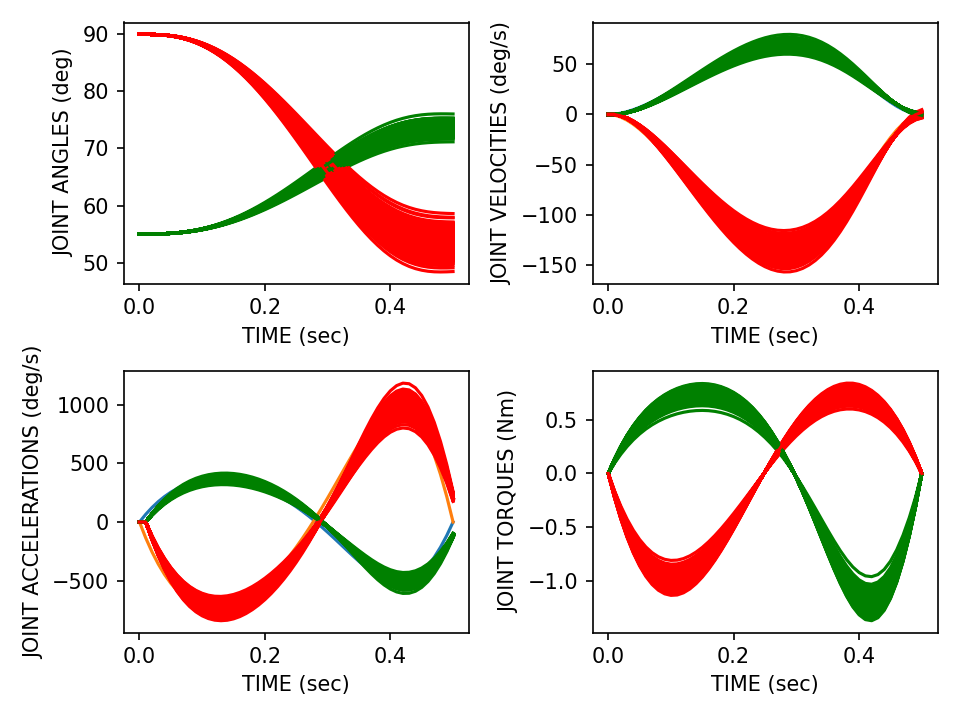 JOINT ANGLES (deg)
90
80
70
60
50
0.0 0.2 0.4
TIME (sec)
JOINT VELOCITIES (deg/s)
50
0
−50
−100
−150
0.0 0.2 0.4
TIME (sec)
JOINT ACCELERATIONS (deg/s)
1000
500
0
−500
0.0 0.2 0.4
TIME (sec)
JOINT TORQUES (Nm)
0.5
0.0
−0.5
−1.0
0.0 0.2 0.4
TIME (sec)